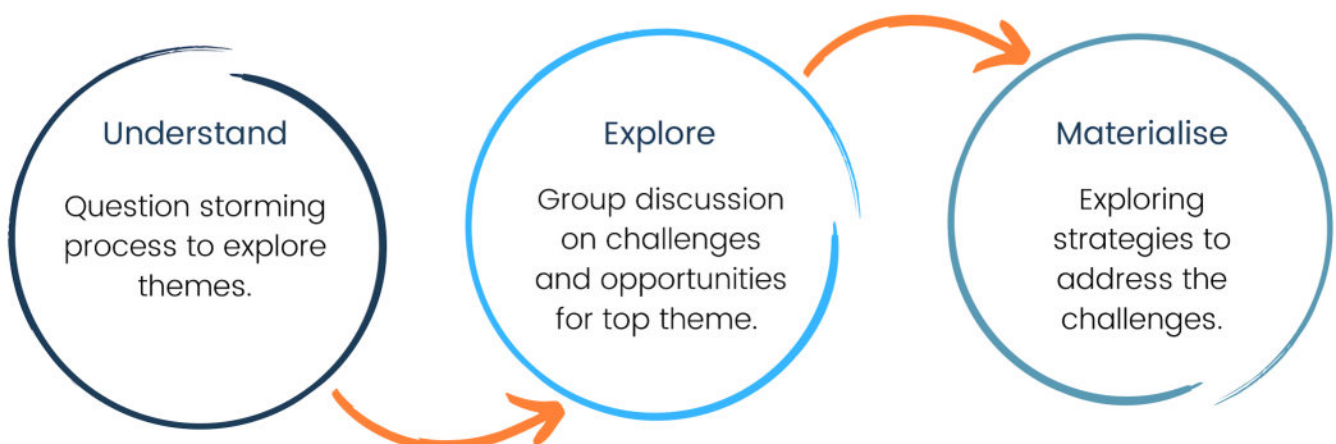 Understand
Question storming
process to explore
themes.
Explore
Group discussion
on challenges
and opportunities
for top theme.
Materialise
Exploring
strategies to
address the
challenges.